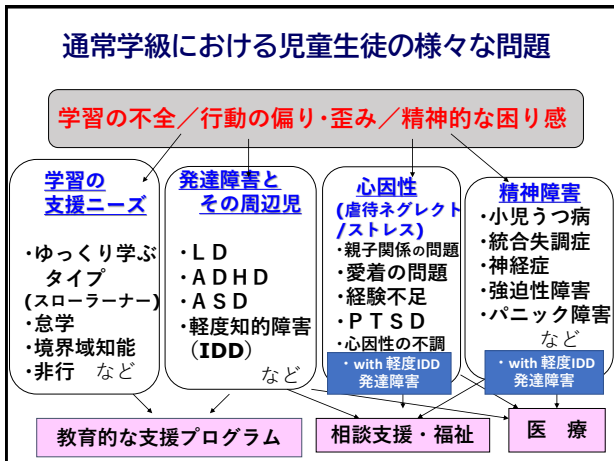 通常学級における児童生徒の様々な問題
学習の不全／行動の偏り・歪み／精神的な困り感
学習の
支援ニーズ
・ゆっくり学ぶ
タイプ
(スローラーナー)
・怠学
・境界域知能
・非行 など
発達障害と
その周辺児
・ＬＤ
・ＡＤＨＤ
・ＡＳＤ
・軽度知的障害
（IDD）
など
心因性
(虐待ネグレクト
/ストレス)
・親子関係の問題
・愛着の問題
・経験不足
・ＰＴＳＤ
・心因性の不調
・with 軽度IDD
発達障害
精神障害
・小児うつ病
・統合失調症
・神経症
・強迫性障害
・パニック障害
など
・with 軽度IDD
発達障害
教育的な支援プログラム
相談支援・福祉
医 療